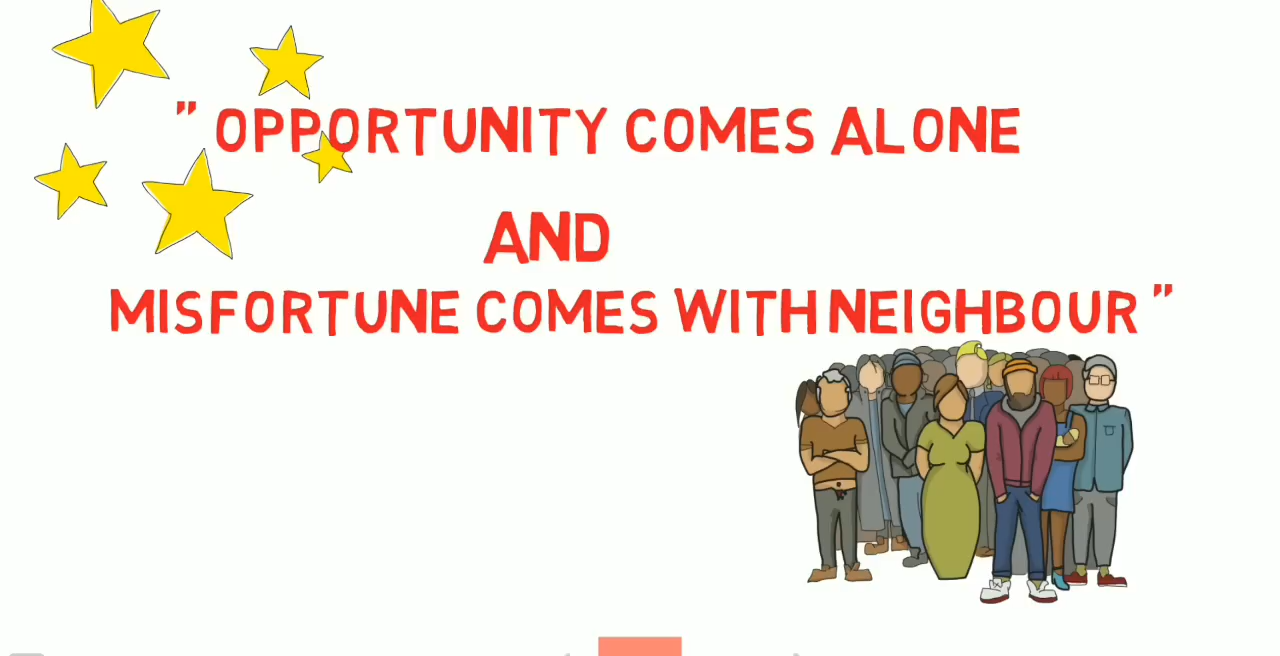 " OPPORTUNITY COMES ALONE
AND
MISFORTUNE COMES WITH NEIGHBOUR "